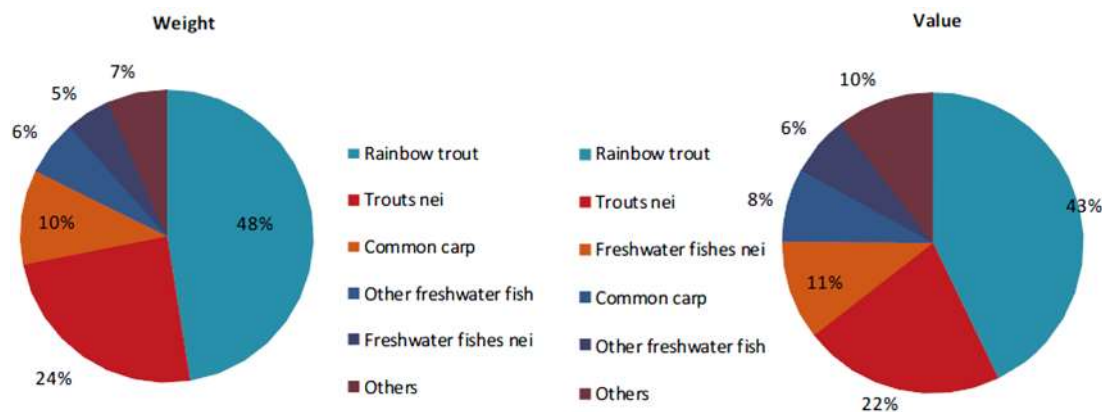 Weight
7%
5%
6%
10%
48%
24%
Rainbow trout
Trouts nei
Common carp
Other freshwater fish
Freshwater fishes nei
Others
Value
10%
6%
8%
43%
11%
22%
Rainbow trout
Trouts nei
Freshwater fishes nei
Common carp
Other freshwater fish
Others